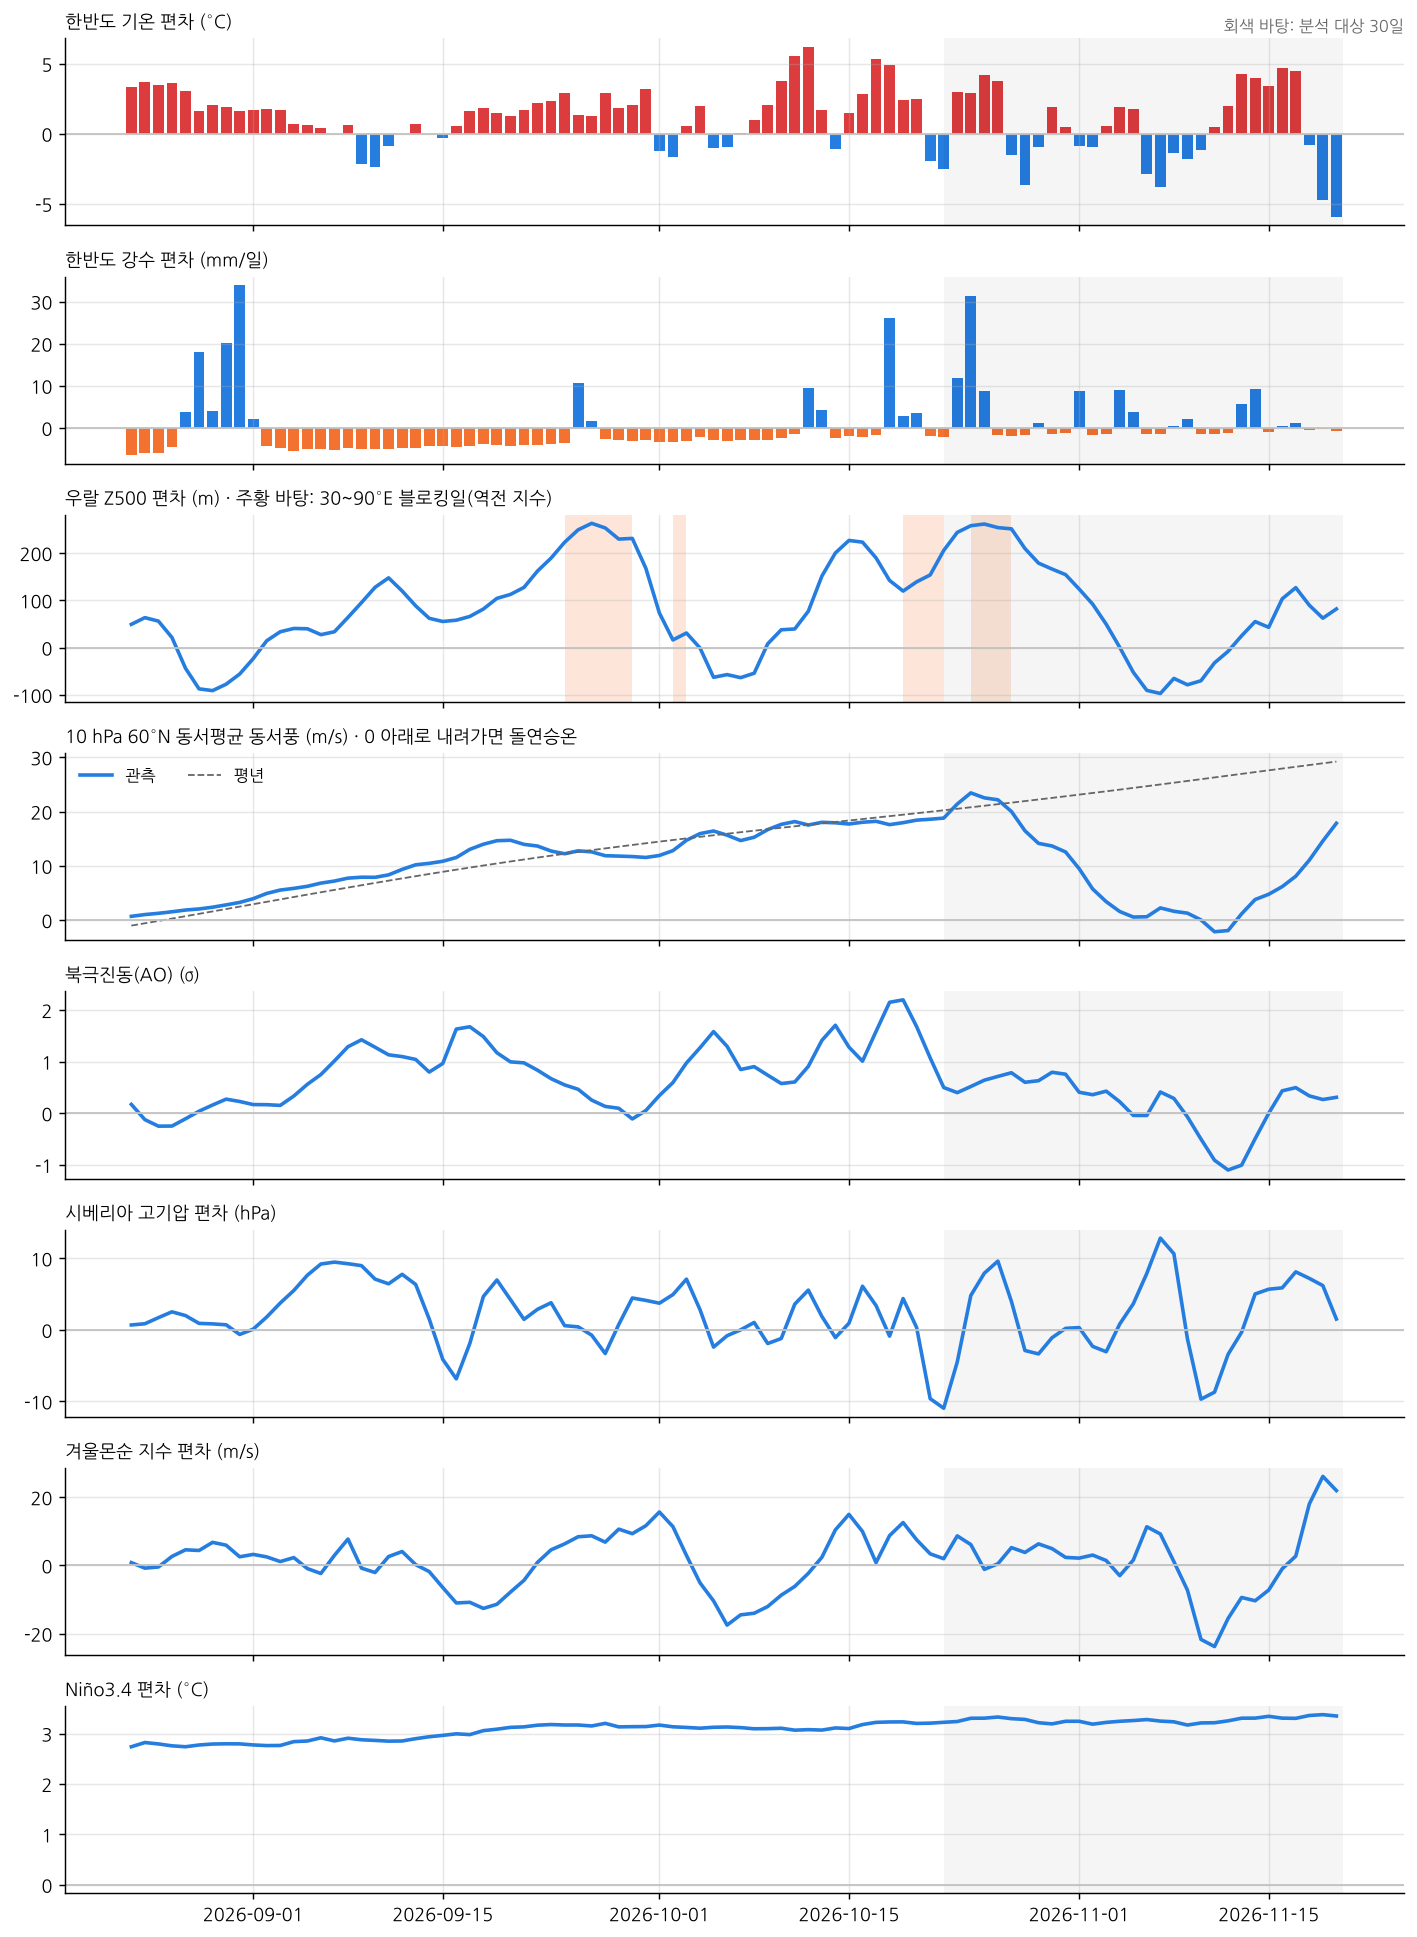 한반도 기온 편차 (°C)
회색 바탕: 분석 대상 30일
5
0
-5
한반도 강수 편차 (mm/일)
30
20
10
0
우랄 Z500 편차 (m) · 주황 바탕: 30~90°E 블로킹일(역전 지수)
200
100
0
-100
10 hPa 60°N 동서평균 동서풍 (m/s) · 0 아래로 내려가면 돌연승온
30
관측
평년
20
10
0
북극진동(AO) (σ)
2
1
0
-1
시베리아 고기압 편차 (hPa)
10
0
-10
겨울몬순 지수 편차 (m/s)
20
0
-20
Niño3.4 편차 (°C)
3
2
1
0
2026-09-01 2026-09-15 2026-10-01 2026-10-15 2026-11-01 2026-11-15